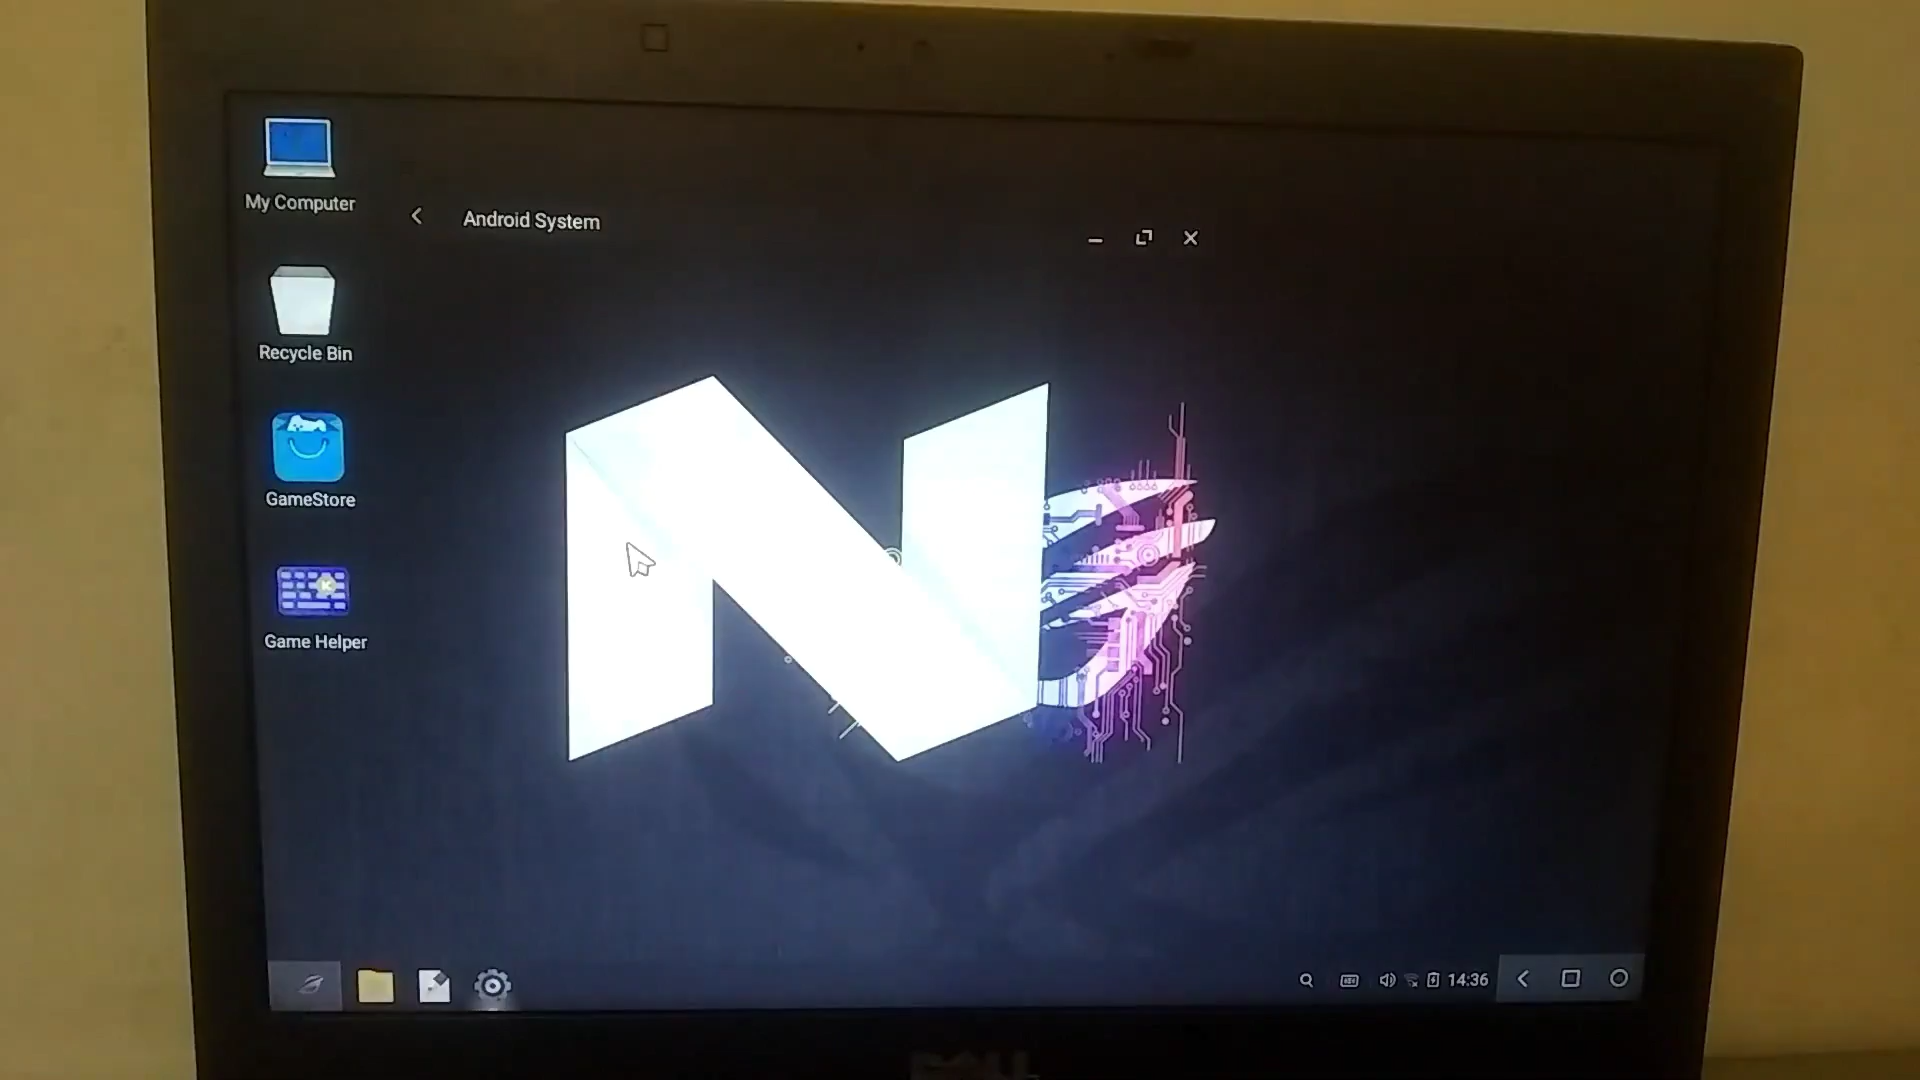 My Computer
Android System
Recycle Bin
GameStore
Game Helper
14:36
N
DELL